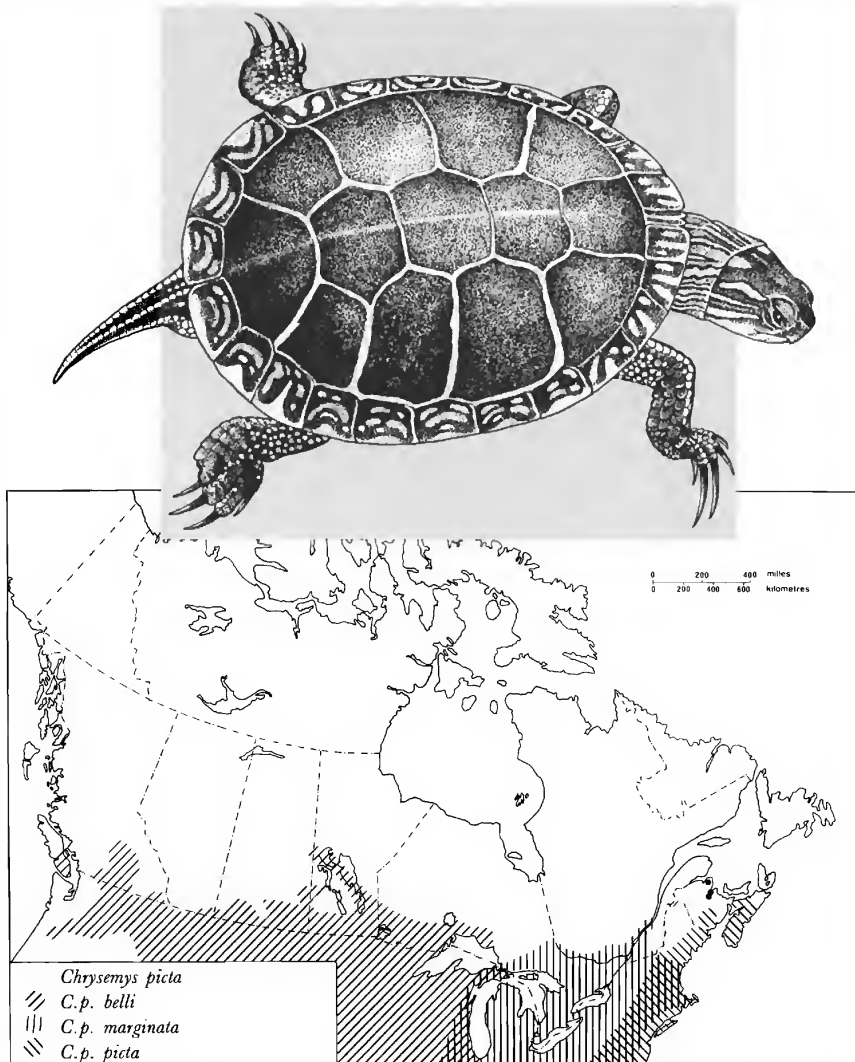 0 200 400 miles
0 200 400 600 kilometres
Chrysemys picta
C.p. belli
C.p. marginata
C.p. picta